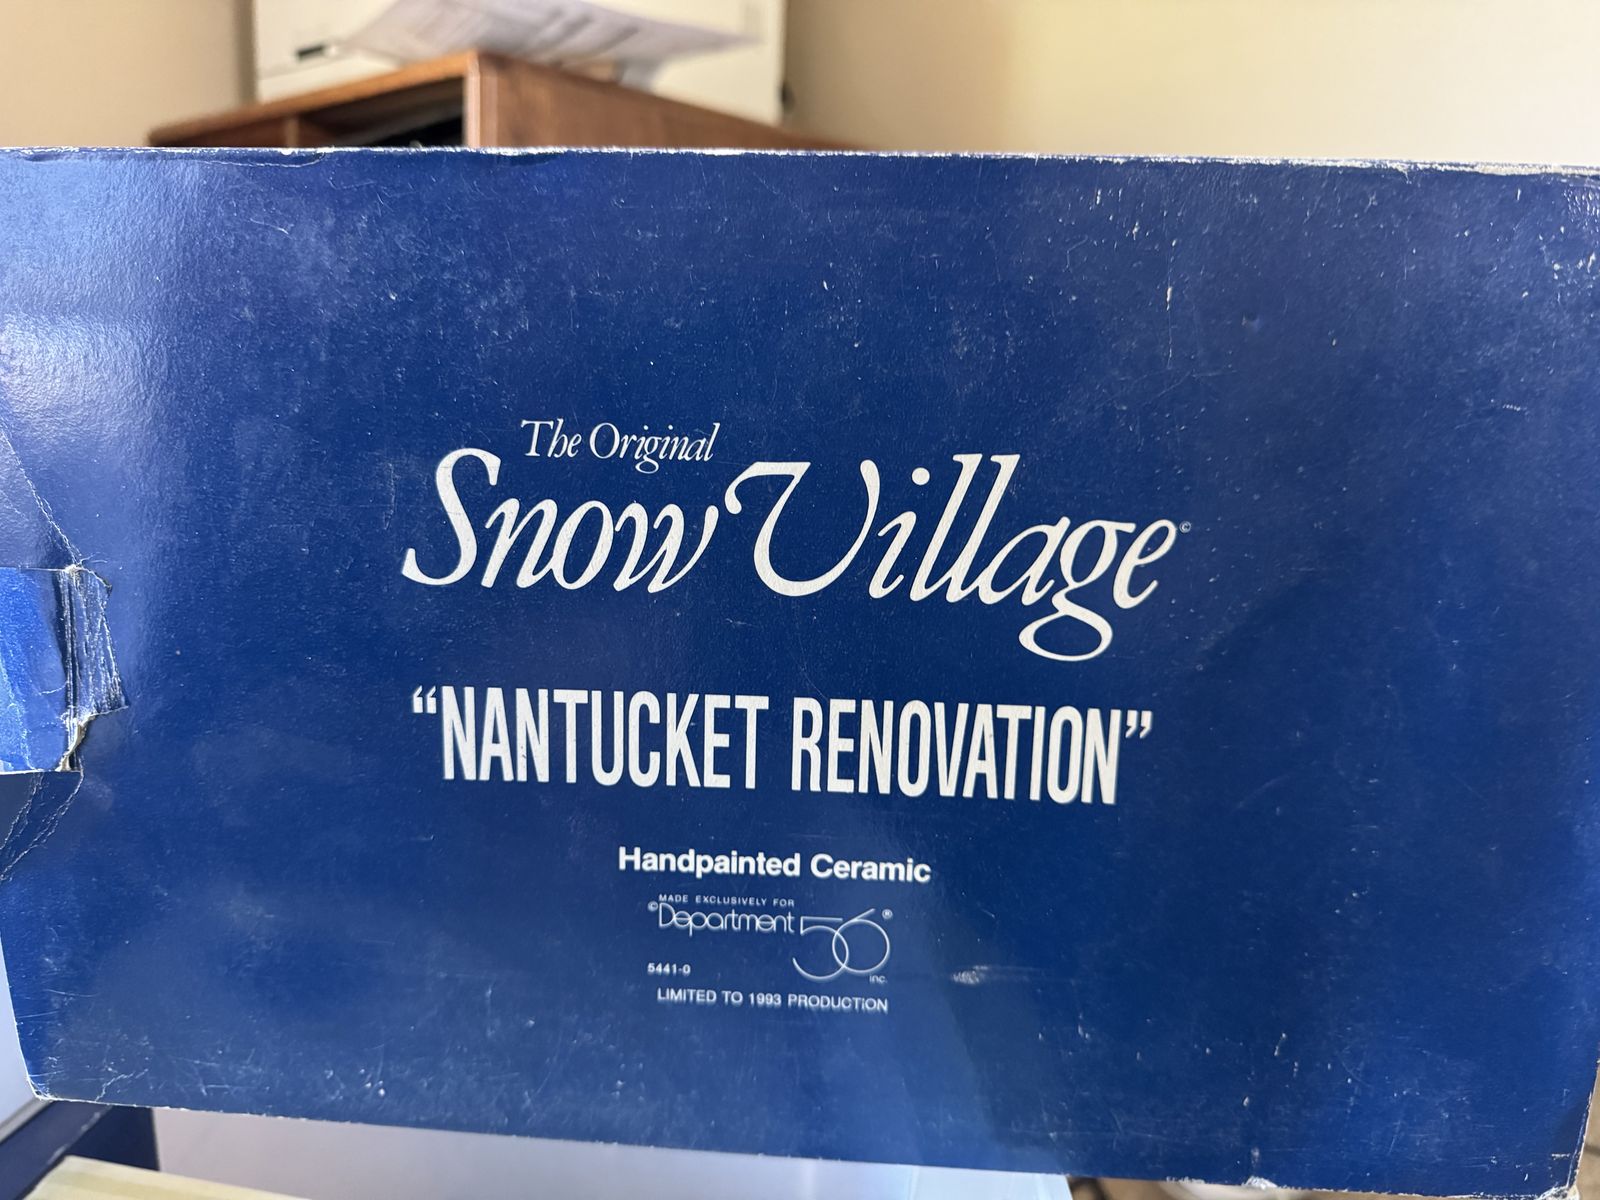 The Original
Snow Village©
“NANTUCKET RENOVATION”
Handpainted Ceramic
MADE EXCLUSIVELY FOR
©Department 56®
inc.
5441-0
LIMITED TO 1993 PRODUCTION